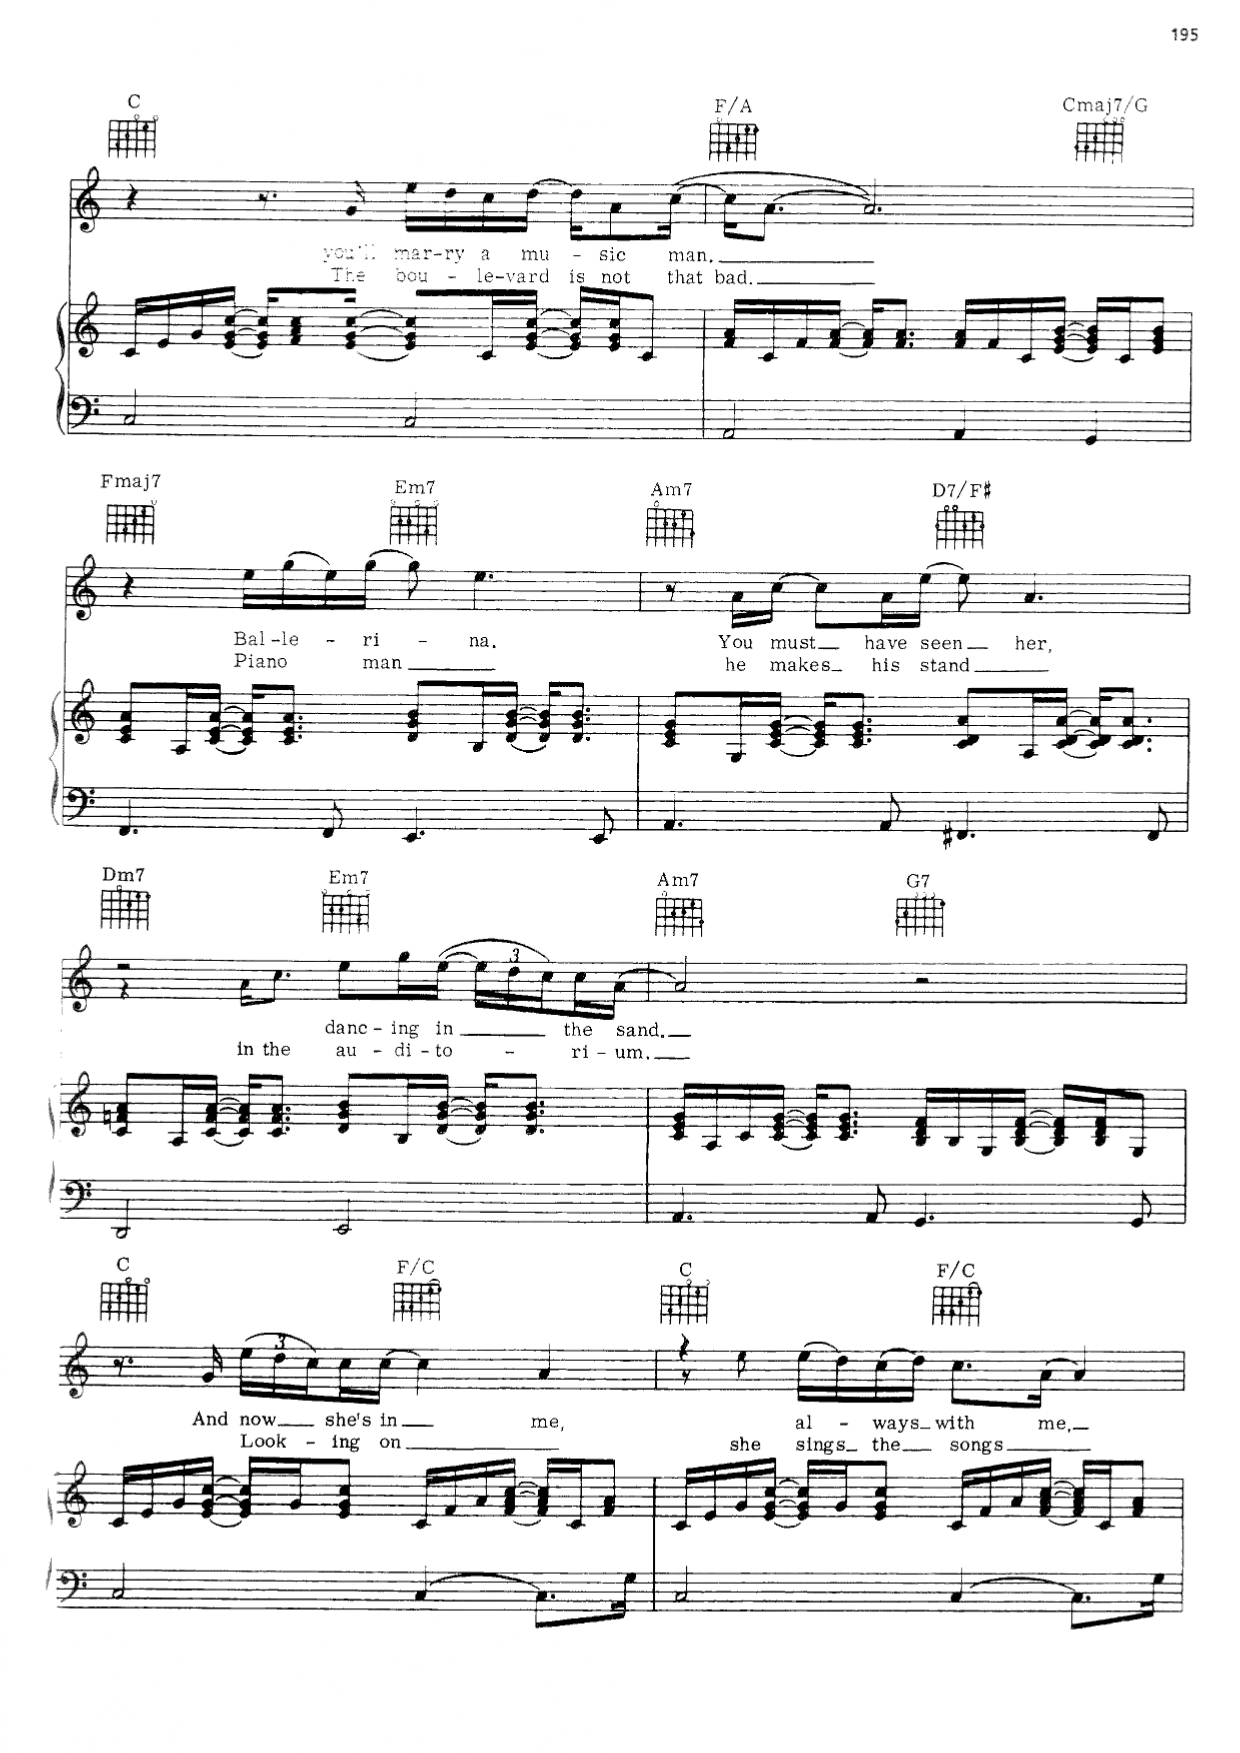 195
C F/A Cmaj7/G
you'll mar-ry a mu - sic man.
The bou - le-vard is not that bad.
Fmaj7 Em7 Am7 D7/F♯
Bal-le - ri - na. You must have seen her,
Piano man he makes his stand
Dm7 Em7 Am7 G7
3
danc - ing in the sand.
in the au - di - to - ri - um.
C F/C C F/C
3
And now she's in me, al - ways with me,
Look - ing on she sings the songs